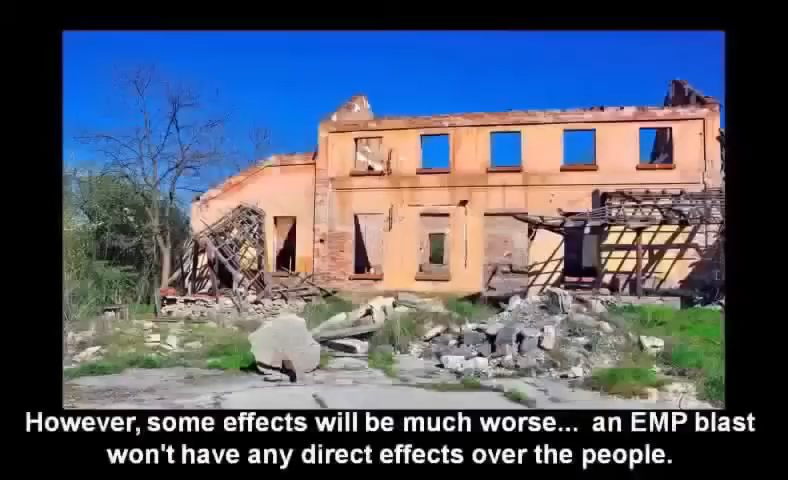 However, some effects will be much worse...  an EMP blast
won't have any direct effects over the people.